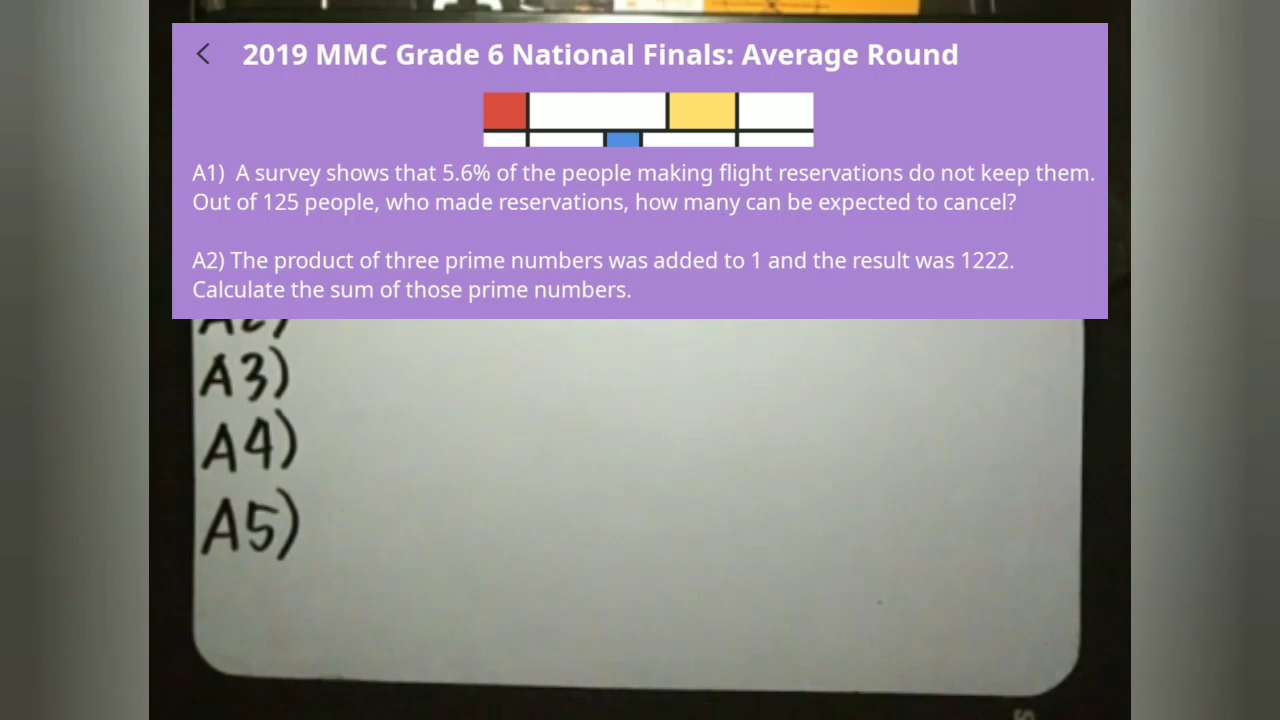 2019 MMC Grade 6 National Finals: Average Round
A1) A survey shows that 5.6% of the people making flight reservations do not keep them.
Out of 125 people, who made reservations, how many can be expected to cancel?
A2) The product of three prime numbers was added to 1 and the result was 1222.
Calculate the sum of those prime numbers.
A2)
A3)
A4)
A5)